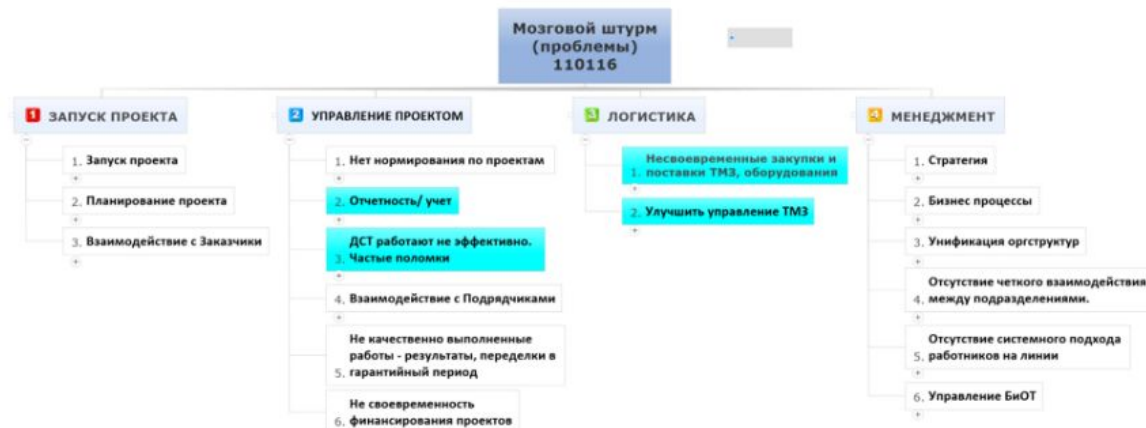 Мозговой штурм
(проблемы)
110116
1 ЗАПУСК ПРОЕКТА
1. Запуск проекта
2. Планирование проекта
3. Взаимодействие с Заказчики
2 УПРАВЛЕНИЕ ПРОЕКТОМ
1. Нет нормирования по проектам
2. Отчетность/ учет
ДСТ работают не эффективно.
3. Частые поломки
4. Взаимодействие с Подрядчиками
Не качественно выполненные
работы - результаты, переделки в
5. гарантийный период
Не своевременность
6. финансирования проектов
3 ЛОГИСТИКА
Несвоевременные закупки и
1. поставки ТМЗ, оборудования
2. Улучшить управление ТМЗ
4 МЕНЕДЖМЕНТ
1. Стратегия
2. Бизнес процессы
3. Унификация оргструктур
Отсутствие четкого взаимодействия
4. между подразделениями.
Отсутствие системного подхода
5. работников на линии
6. Управление БиОТ